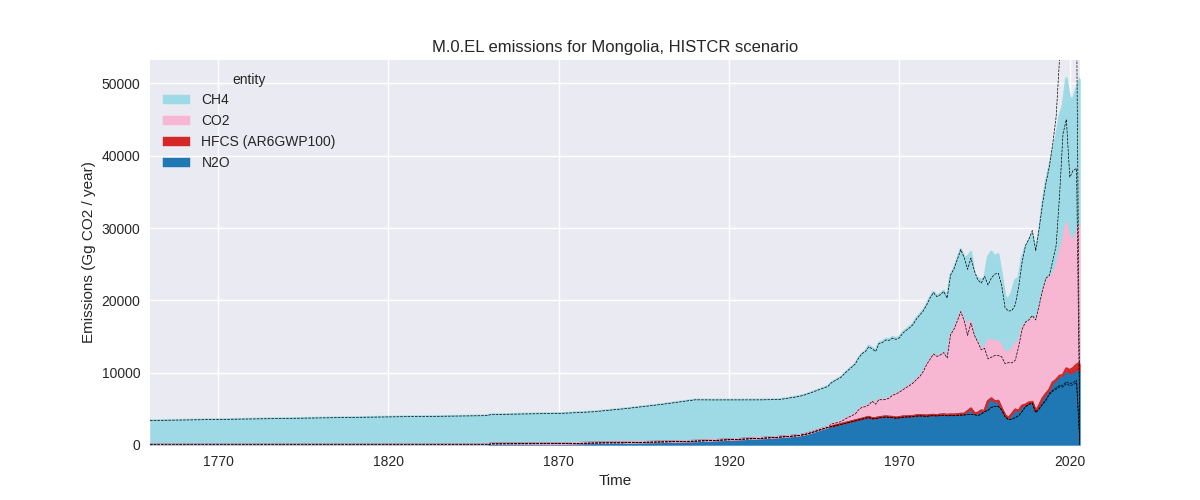 M.0.EL emissions for Mongolia, HISTCR scenario
entity
CH4
CO2
HFCS (AR6GWP100)
N2O
Emissions (Gg CO2 / year)
50000
40000
30000
20000
10000
0
1770
1820
1870
1920
1970
2020
Time